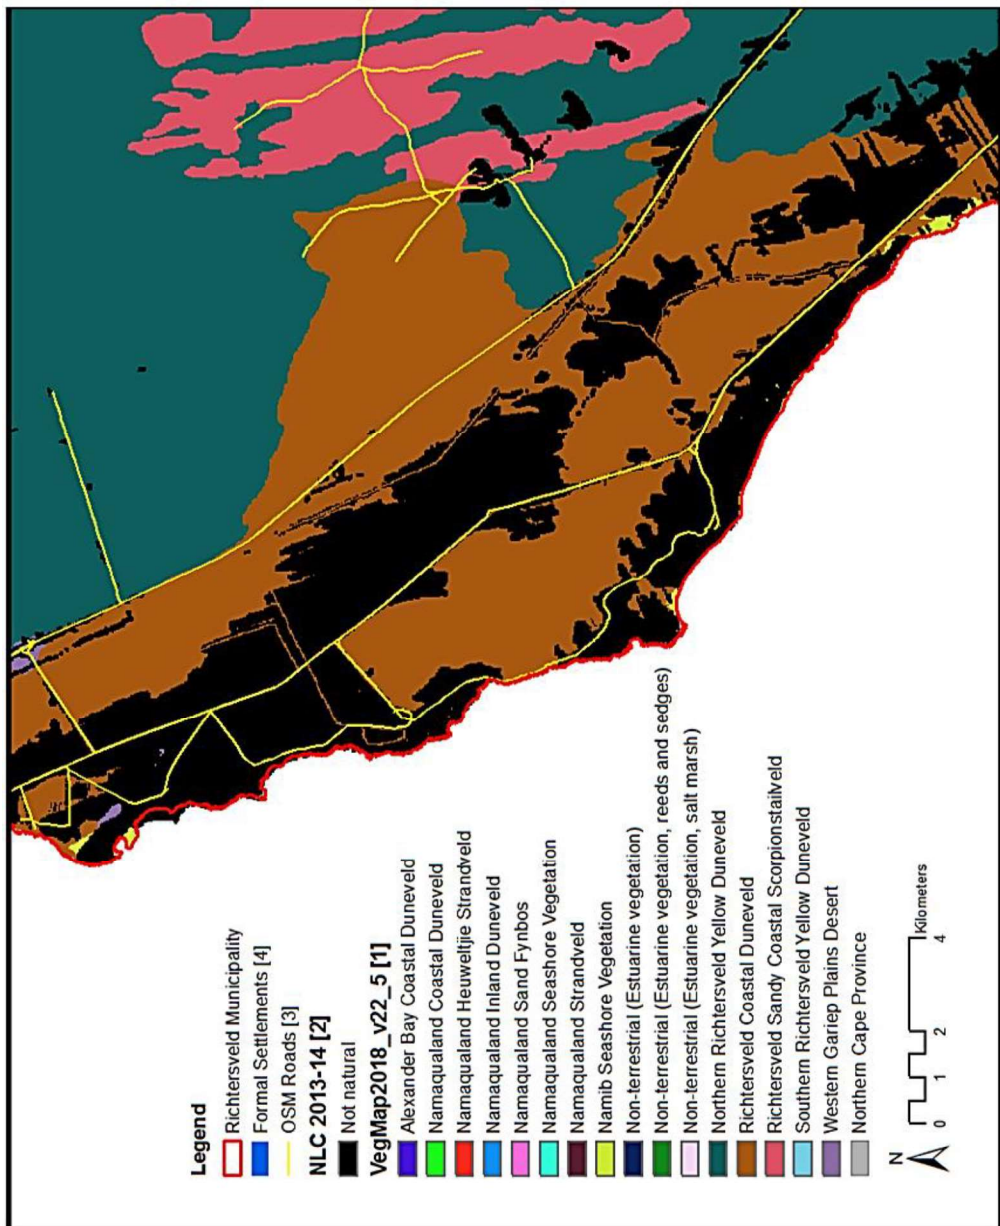 Legend
Richtersveld Municipality
Formal Settlements [4]
OSM Roads [3]
NLC 2013-14 [2]
Not natural
VegMap2018_v22_5 [1]
Alexander Bay Coastal Duneveld
Namaqualand Coastal Duneveld
Namaqualand Heuweltjie Strandveld
Namaqualand Inland Duneveld
Namaqualand Sand Fynbos
Namaqualand Seashore Vegetation
Namaqualand Strandveld
Namib Seashore Vegetation
Non-terrestrial (Estuarine vegetation)
Non-terrestrial (Estuarine vegetation, reeds and sedges)
Non-terrestrial (Estuarine vegetation, salt marsh)
Northern Richtersveld Yellow Duneveld
Richtersveld Coastal Duneveld
Richtersveld Sandy Coastal Scorpionstailveld
Southern Richtersveld Yellow Duneveld
Western Gariep Plains Desert
Northern Cape Province
N
0 1 2 4
Kilometers